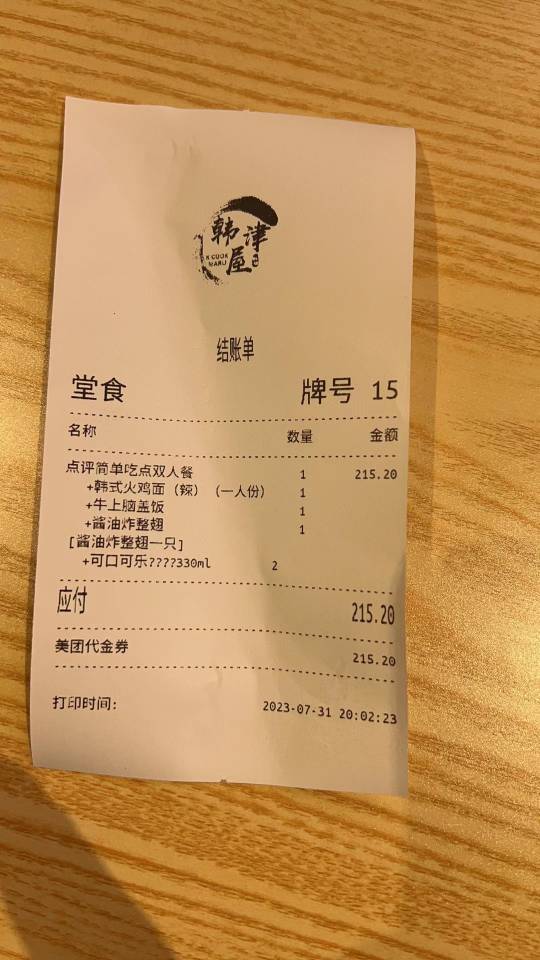 韩津
屋
K COOK
MARU
结账单
堂食 牌号 15
名称 数量 金额
点评简单吃点双人餐 1 215.20
+韩式火鸡面（辣）（一人份） 1
+牛上脑盖饭 1
+酱油炸整翅 1
[酱油炸整翅一只]
+可口可乐????330ml 2
应付 215.20
美团代金券 215.20
打印时间: 2023-07-31 20:02:23